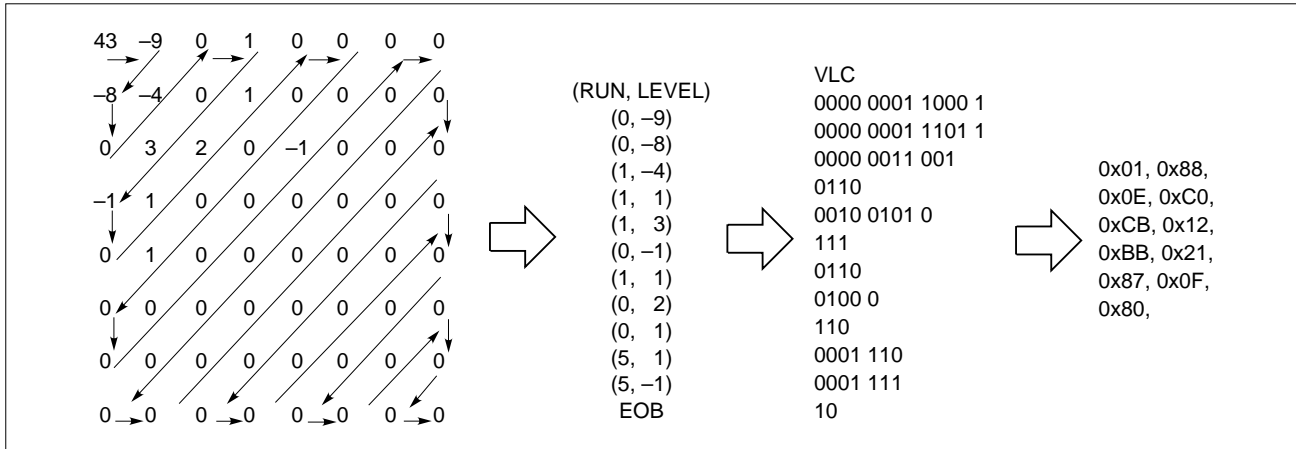 43 –9 0 1 0 0 0 0
–8 –4 0 1 0 0 0 0
0 3 2 0 –1 0 0 0
–1 1 0 0 0 0 0 0
0 1 0 0 0 0 0 0
0 0 0 0 0 0 0 0
0 0 0 0 0 0 0 0
0 0 0 0 0 0 0 0
(RUN, LEVEL)
(0, –9)
(0, –8)
(1, –4)
(1, 1)
(1, 3)
(0, –1)
(1, 1)
(0, 2)
(0, 1)
(5, 1)
(5, –1)
EOB
VLC
0000 0001 1000 1
0000 0001 1101 1
0000 0011 001
0110
0010 0101 0
111
0110
0100 0
110
0001 110
0001 111
10
0x01, 0x88,
0x0E, 0xC0,
0xCB, 0x12,
0xBB, 0x21,
0x87, 0x0F,
0x80,